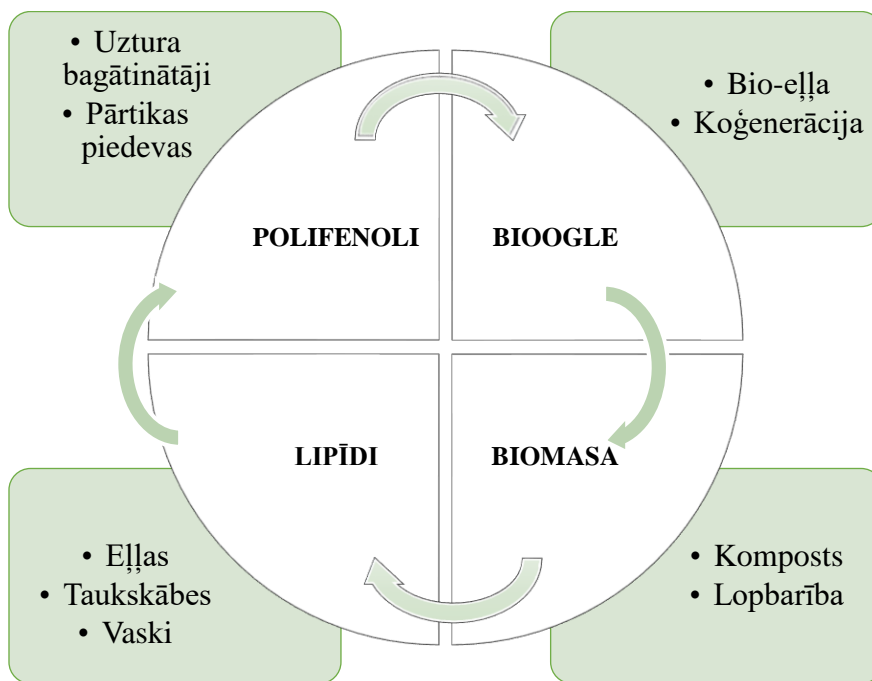 • Uztura
bagātinātāji
• Pārtikas
piedevas
• Bio-eļļa
• Koģenerācija
POLIFENOLI
BIOOGLE
LIPĪDI
BIOMASA
• Eļļas
• Taukskābes
• Vaski
• Komposts
• Lopbarība